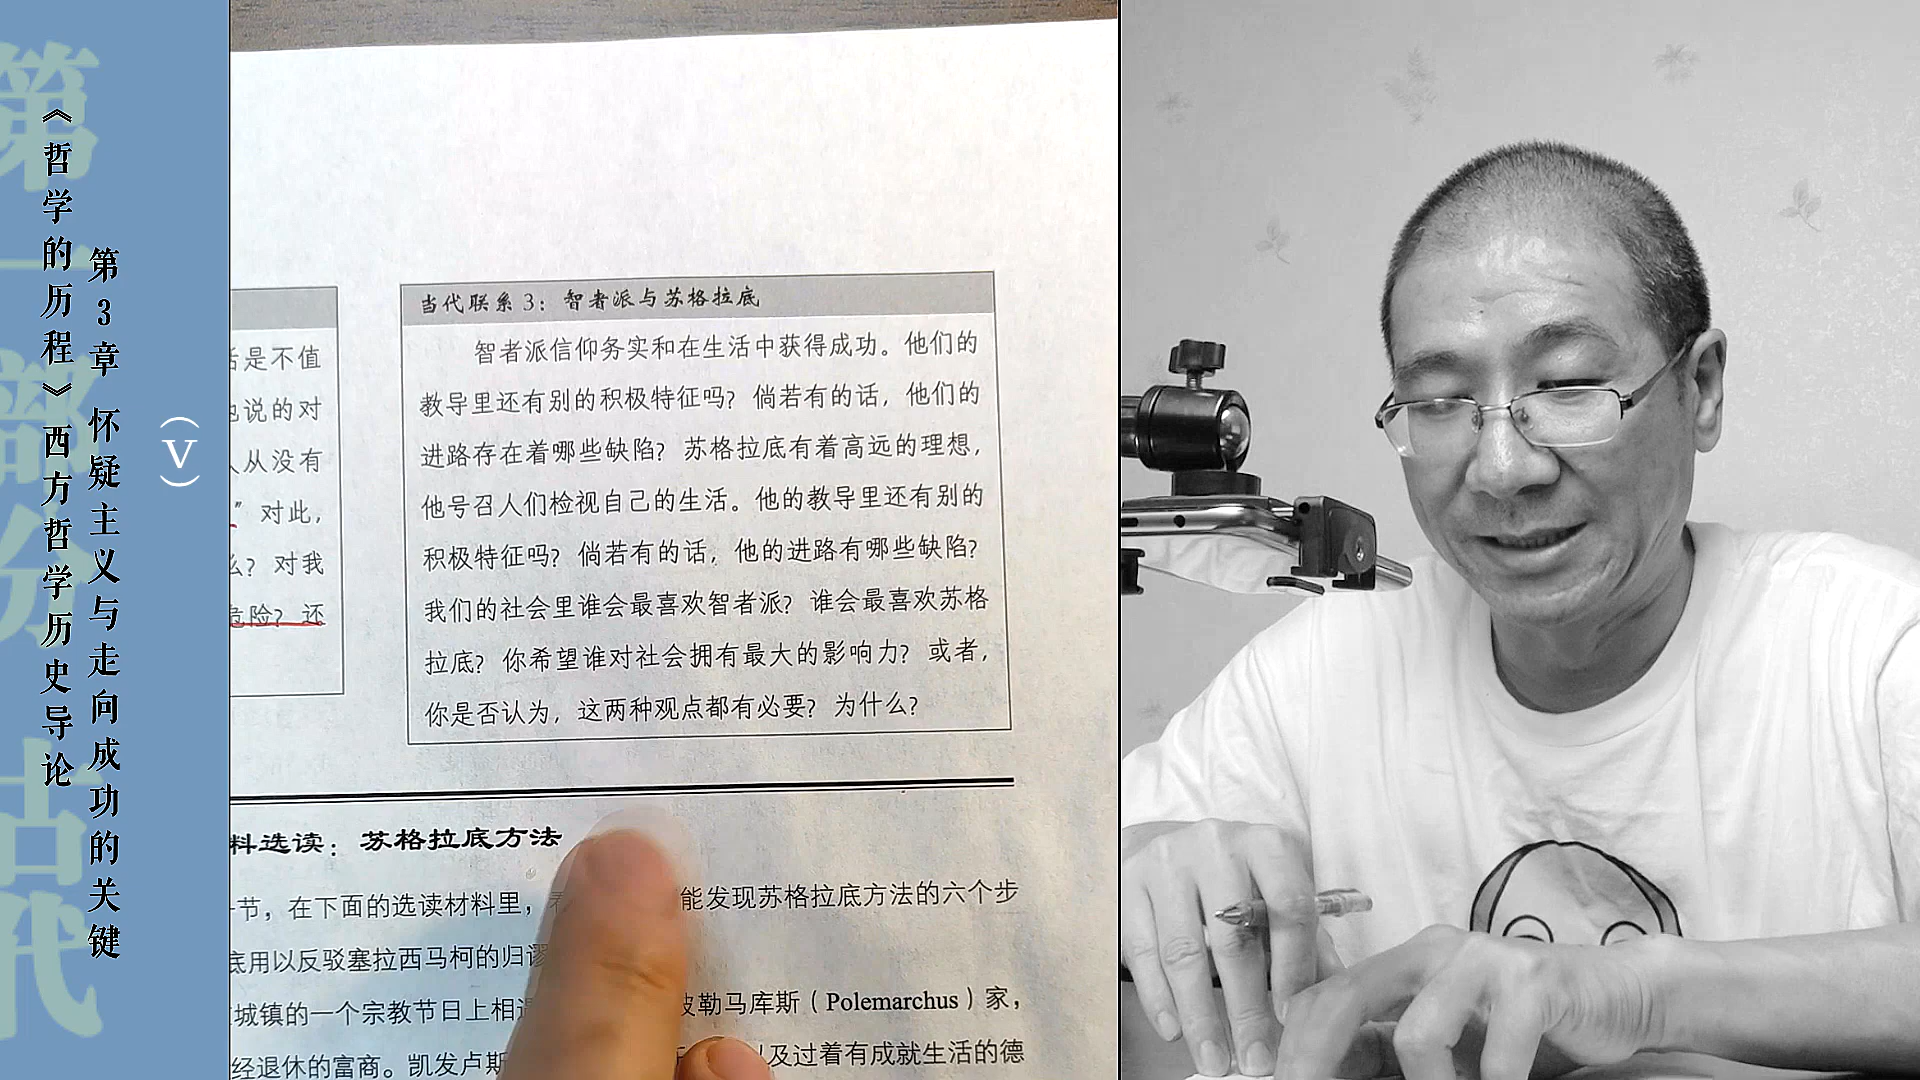 第一部分 古代
《哲学的历程》西方哲学历史导论
第3章 怀疑主义与走向成功的关键
（V）
是不值
说的对
从没有
” 对此，
么？对我
危险？还
当代联系 3：智者派与苏格拉底
智者派信仰务实和在生活中获得成功。他们的
教导里还有别的积极特征吗？倘若有的话，他们的
进路存在着哪些缺陷？苏格拉底有着高远的理想，
他号召人们检视自己的生活。他的教导里还有别的
积极特征吗？倘若有的话，他的进路有哪些缺陷？
我们的社会里谁会最喜欢智者派？谁会最喜欢苏格
拉底？你希望谁对社会拥有最大的影响力？或者，
你是否认为，这两种观点都有必要？为什么？
料选读：苏格拉底方法
节，在下面的选读材料里，能发现苏格拉底方法的六个步
底用以反驳塞拉西马柯的归谬
城镇的一个宗教节日上相遇 波勒马库斯（Polemarchus）家，
经退休的富商。凯发卢斯 以及过着有成就生活的德